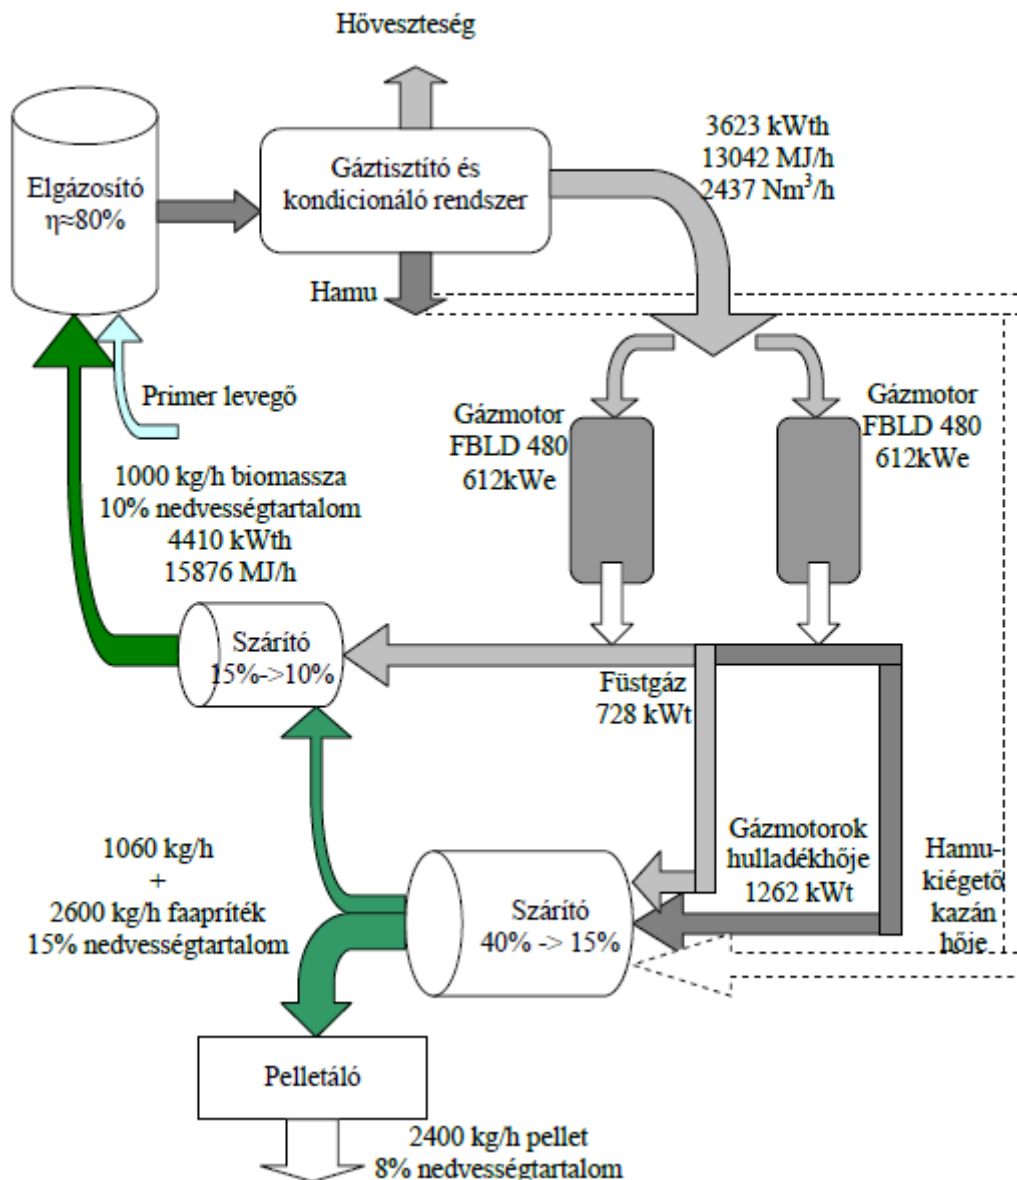 Hőveszteség
3623 kWth
13042 MJ/h
2437 Nm³/h
Elgázosító
η≈80%
Gáztisztító és
kondicionáló rendszer
Hamu
Primer levegő
Gázmotor
FBLD 480
612kWe
Gázmotor
FBLD 480
612kWe
1000 kg/h biomassza
10% nedvességtartalom
4410 kWth
15876 MJ/h
Szárító
15%->10%
Füstgáz
728 kWt
Gázmotorok
hulladékhője
1262 kWt
Hamu-
kiégető
kazán
hője
1060 kg/h
+
2600 kg/h faapríték
15% nedvességtartalom
Szárító
40% -> 15%
Pelletáló
2400 kg/h pellet
8% nedvességtartalom